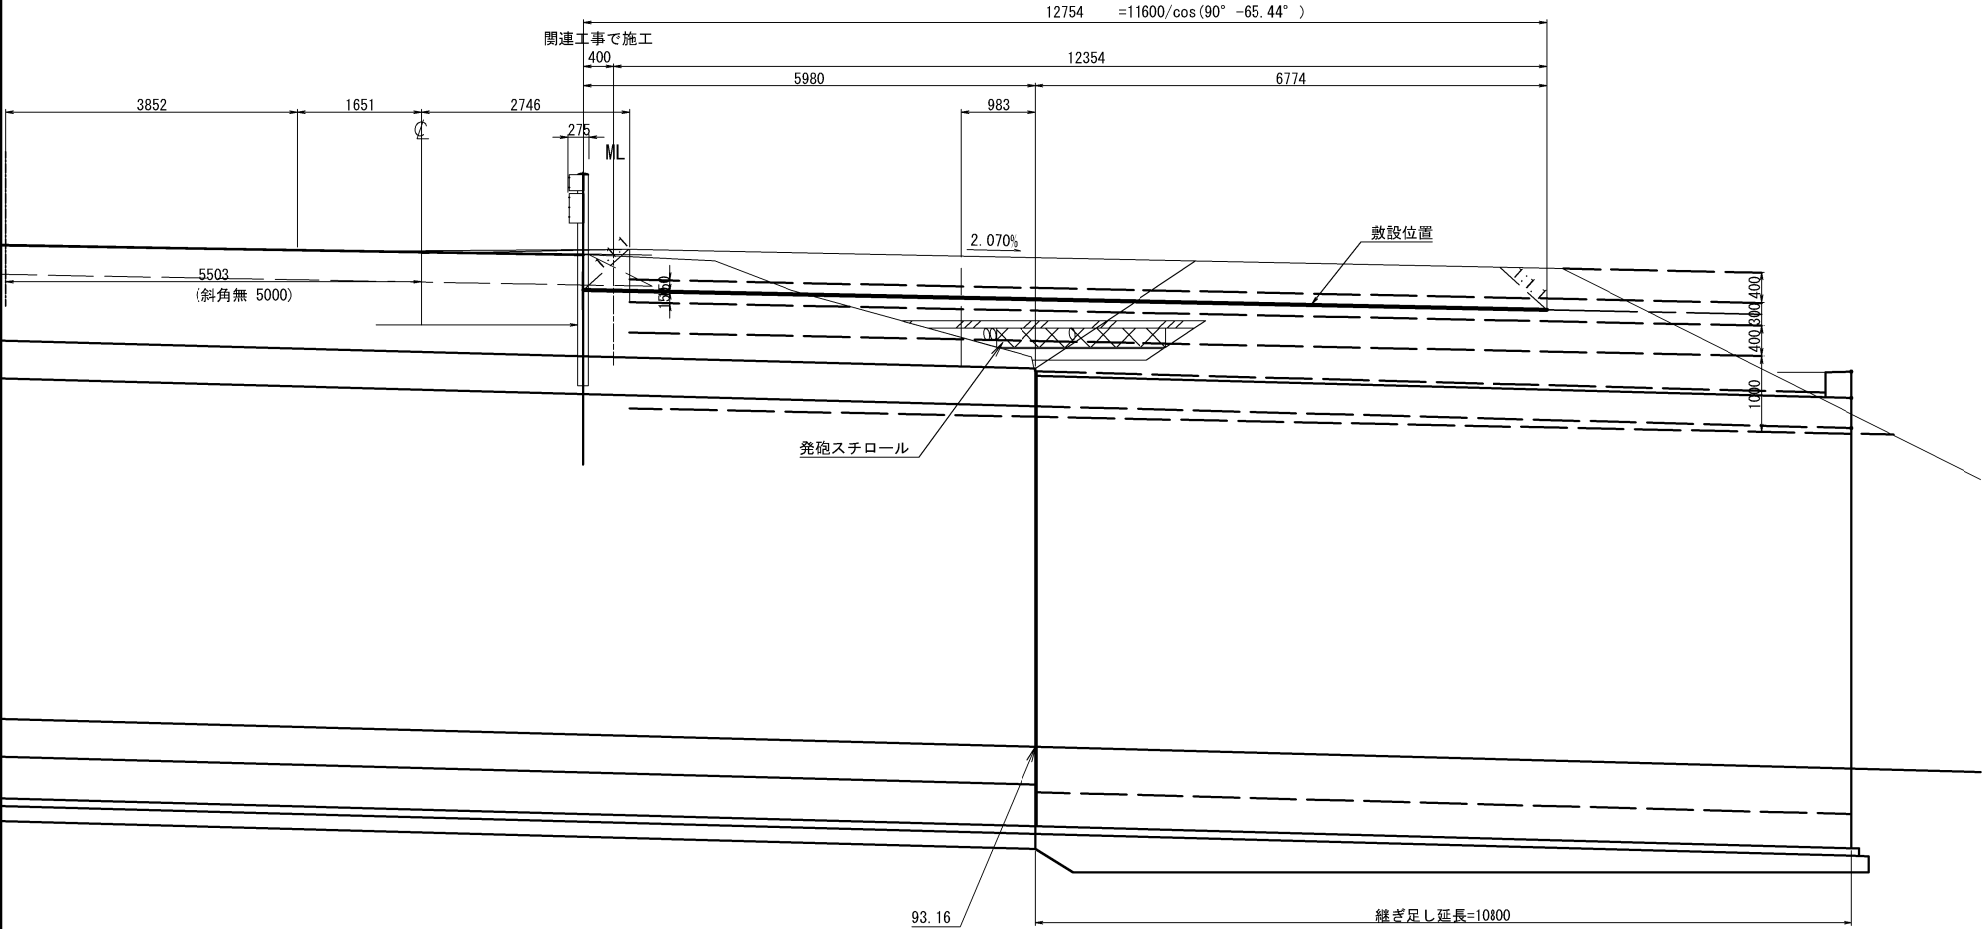 12754 =11600/cos(90° -65.44° )
関連工事で施工
400 12354
5980 6774
3852 1651 2746 983
℄
275
ML
2.070%
敷設位置
1:1.1
5503
(斜角無 5000)
400
300
400
1000
発砲スチロール
93.16
継ぎ足し延長=10800